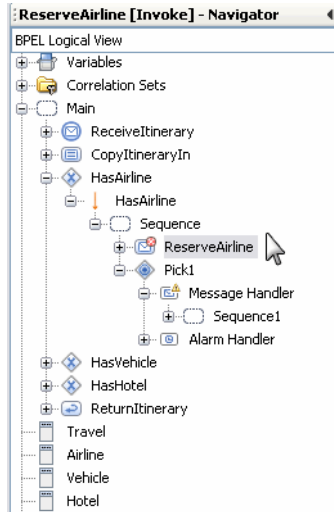 ReserveAirline [Invoke] - Navigator
BPEL Logical View
Variables
Correlation Sets
Main
ReceiveItinerary
CopyItineraryIn
HasAirline
HasAirline
Sequence
ReserveAirline
Pick1
Message Handler
Sequence1
Alarm Handler
HasVehicle
HasHotel
ReturnItinerary
Travel
Airline
Vehicle
Hotel